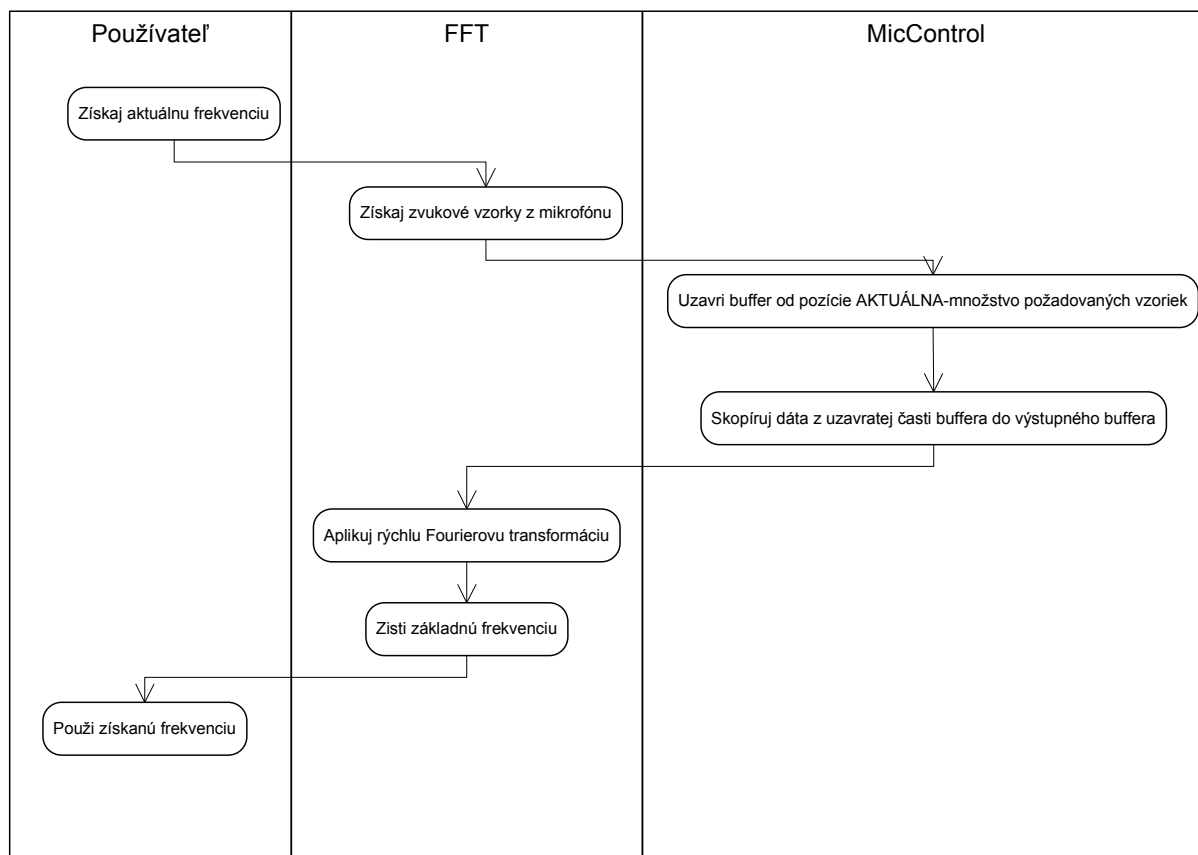 Používateľ
FFT
MicControl
Získaj aktuálnu frekvenciu
Získaj zvukové vzorky z mikrofónu
Uzavri buffer od pozície AKTUÁLNA-množstvo požadovaných vzoriek
Skopíruj dáta z uzavratej časti buffera do výstupného buffera
Aplikuj rýchlu Fourierovu transformáciu
Zisti základnú frekvenciu
Použi získanú frekvenciu